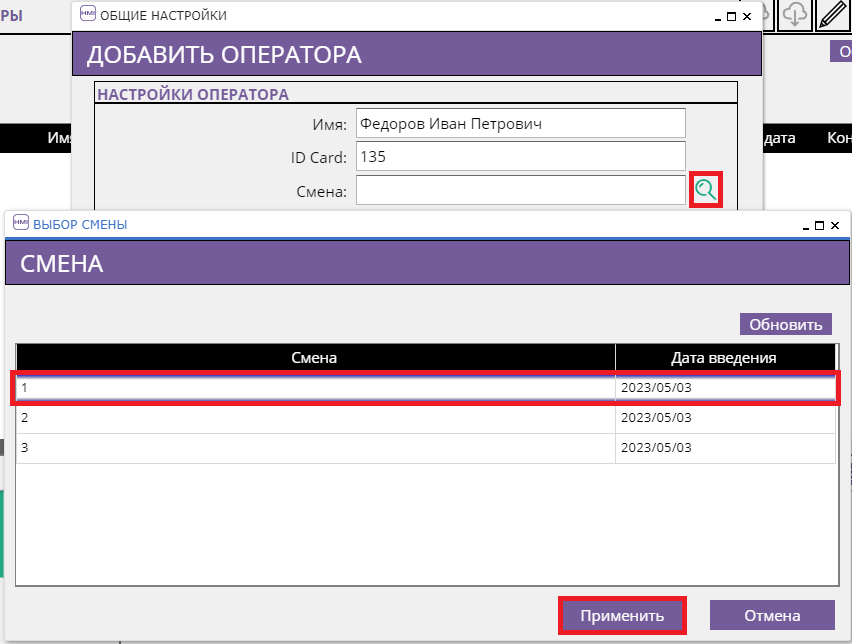 РЫ
HMI ОБЩИЕ НАСТРОЙКИ
ДОБАВИТЬ ОПЕРАТОРА
О
НАСТРОЙКИ ОПЕРАТОРА
Имя: Федоров Иван Петрович
Имя
дата Кон
ID Card: 135
Смена:
HMI ВЫБОР СМЕНЫ
СМЕНА
Обновить
Смена Дата введения
1 2023/05/03
2 2023/05/03
3 2023/05/03
Применить Отмена